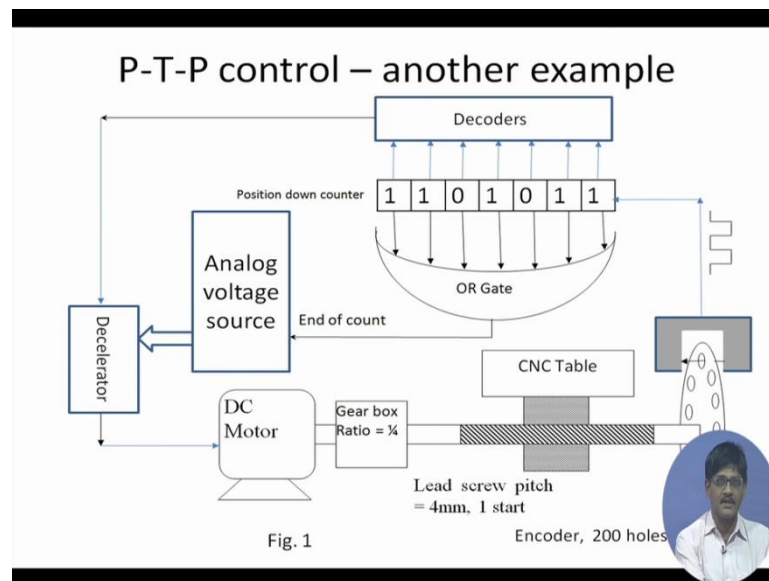 P-T-P control – another example
Decoders
Position down counter
1 1 0 1 0 1 1
Analog
voltage
source
OR Gate
End of count
Decelerator
CNC Table
DC
Motor
Gear box
Ratio = ¼
Lead screw pitch
= 4mm, 1 start
Fig. 1
Encoder, 200 holes